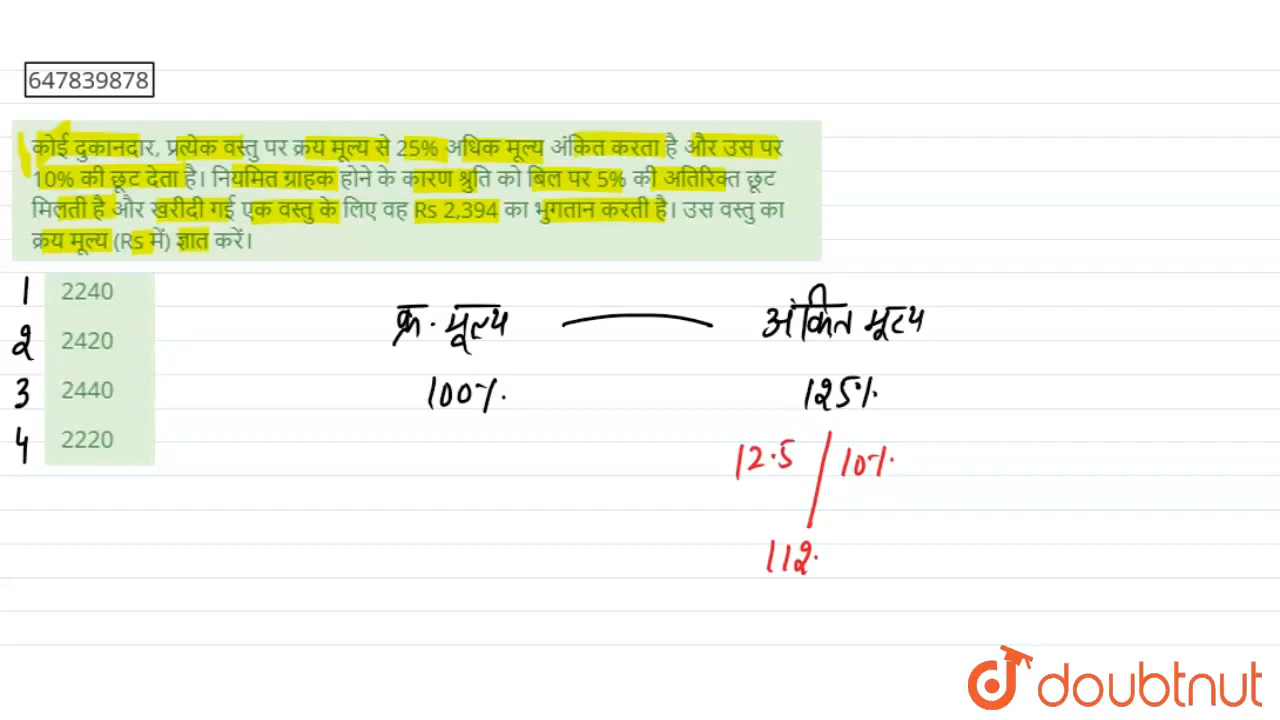 647839878
कोई दुकानदार, प्रत्येक वस्तु पर क्रय मूल्य से 25% अधिक मूल्य अंकित करता है और उस पर
10% की छूट देता है। नियमित ग्राहक होने के कारण श्रुति को बिल पर 5% की अतिरिक्त छूट
मिलती है और खरीदी गई एक वस्तु के लिए वह Rs 2,394 का भुगतान करती है। उस वस्तु का
क्रय मूल्य (Rs में) ज्ञात करें।
1 2240
2 2420
3 2440
4 2220
क्र. मूल्य अंकित मूल्य
100% 125%
12.5 10%
112.
doubtnut